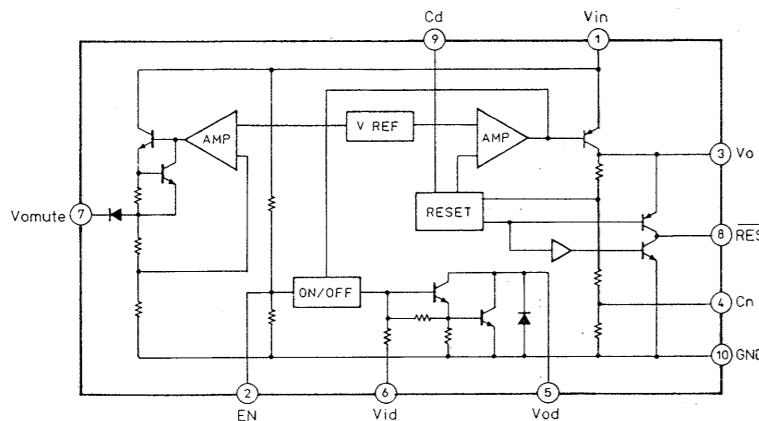 Cd Vin
9 1
AMP V REF AMP
3 Vo
Vomute 7 RESET
8 RES
ON/OFF
4 Cn
10 GND
2 6 5
EN Vid Vod